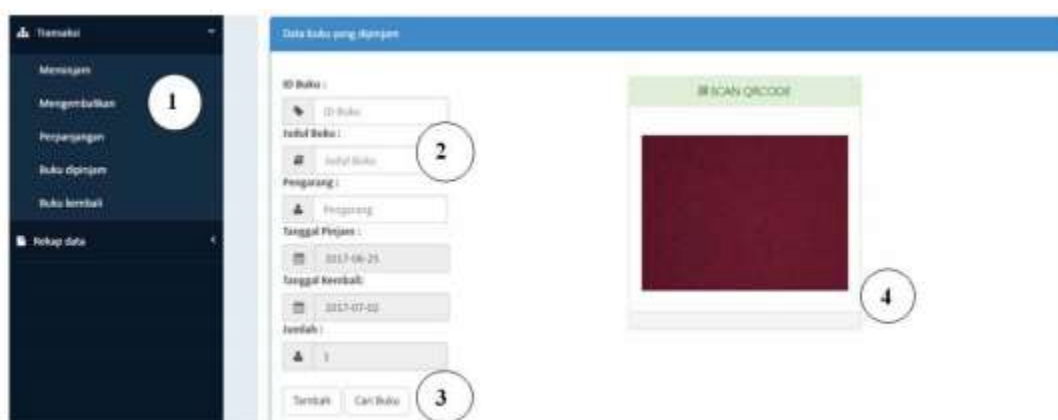 Transaksi
Meminjam
Mengembalikan
Perpanjangan
Buku dipinjam
Buku kembali
Rekap data
1
Data buku yang dipinjam
ID Buku :
ID Buku
Judul Buku :
Judul Buku
2
Pengarang :
Pengarang
Tanggal Pinjam :
2017-06-25
Tanggal Kembali:
2017-07-02
Jumlah :
1
Tambah
Cari Buku
3
SCAN QRCODE
4